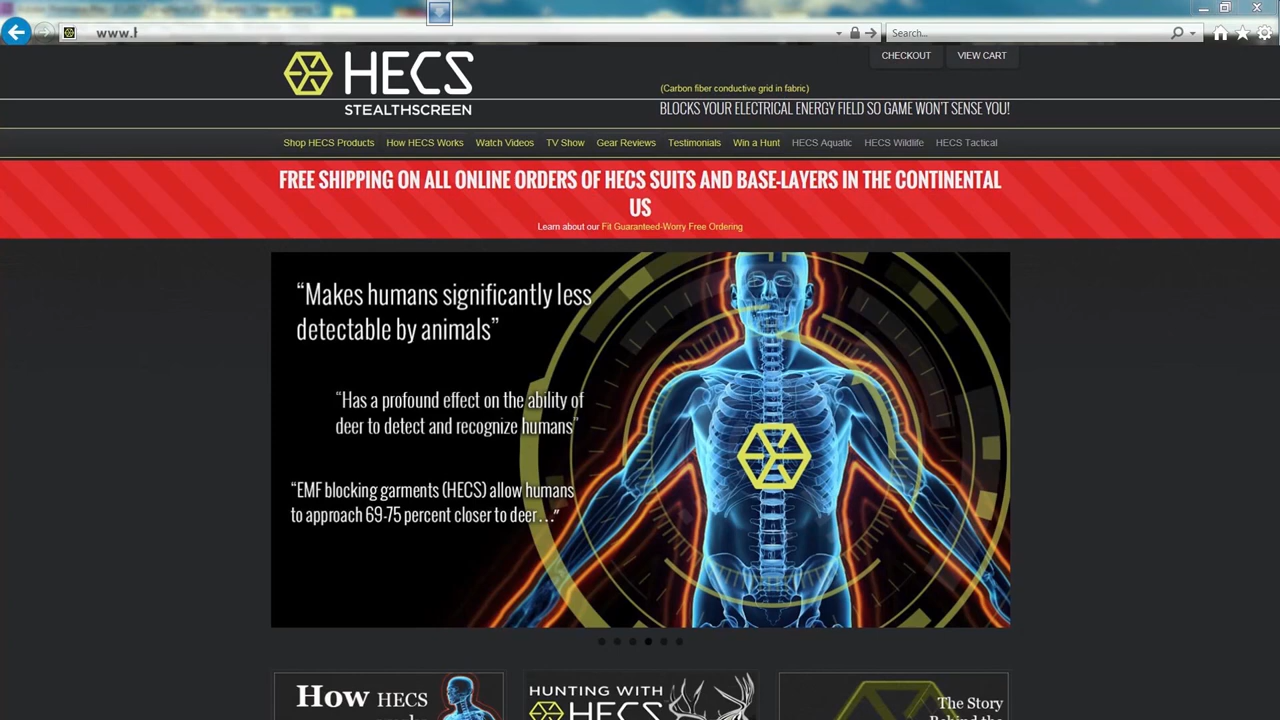 www.h
Search...
HECS
STEALTHSCREEN
CHECKOUT
VIEW CART
(Carbon fiber conductive grid in fabric)
BLOCKS YOUR ELECTRICAL ENERGY FIELD SO GAME WON'T SENSE YOU!
Shop HECS Products How HECS Works Watch Videos TV Show Gear Reviews Testimonials Win a Hunt HECS Aquatic HECS Wildlife HECS Tactical
FREE SHIPPING ON ALL ONLINE ORDERS OF HECS SUITS AND BASE-LAYERS IN THE CONTINENTAL
US
Learn about our Fit Guaranteed-Worry Free Ordering
“Makes humans significantly less
detectable by animals”
“Has a profound effect on the ability of
deer to detect and recognize humans”
“EMF blocking garments (HECS) allow humans
to approach 69-75 percent closer to deer…”
How HECS
HUNTING WITH
HECS
The Story
Behind the